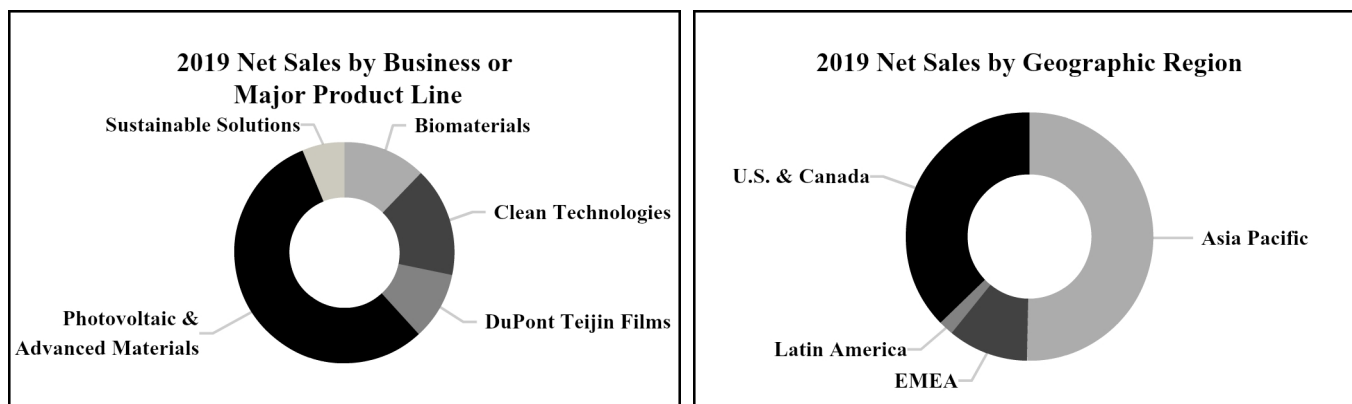 2019 Net Sales by Business or
Major Product Line
Sustainable Solutions
Biomaterials
Clean Technologies
DuPont Teijin Films
Photovoltaic &
Advanced Materials
2019 Net Sales by Geographic Region
U.S. & Canada
Asia Pacific
Latin America
EMEA